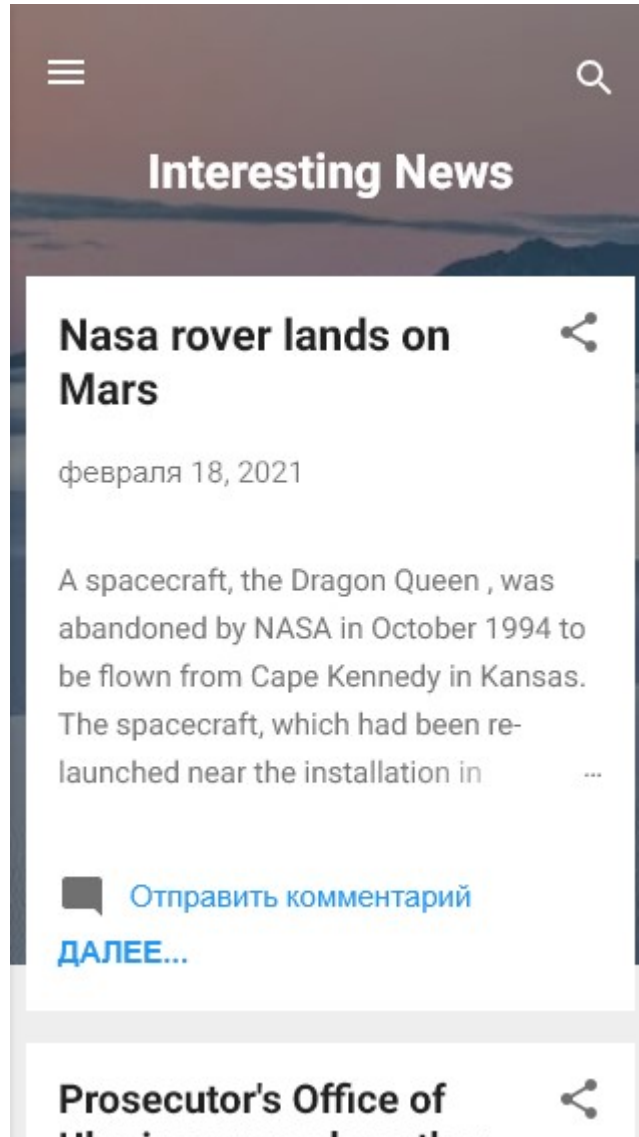 Interesting News
Nasa rover lands on
Mars
февраля 18, 2021
A spacecraft, the Dragon Queen , was
abandoned by NASA in October 1994 to
be flown from Cape Kennedy in Kansas.
The spacecraft, which had been re-
launched near the installation in ...
Отправить комментарий
ДАЛЕЕ...
Prosecutor's Office of